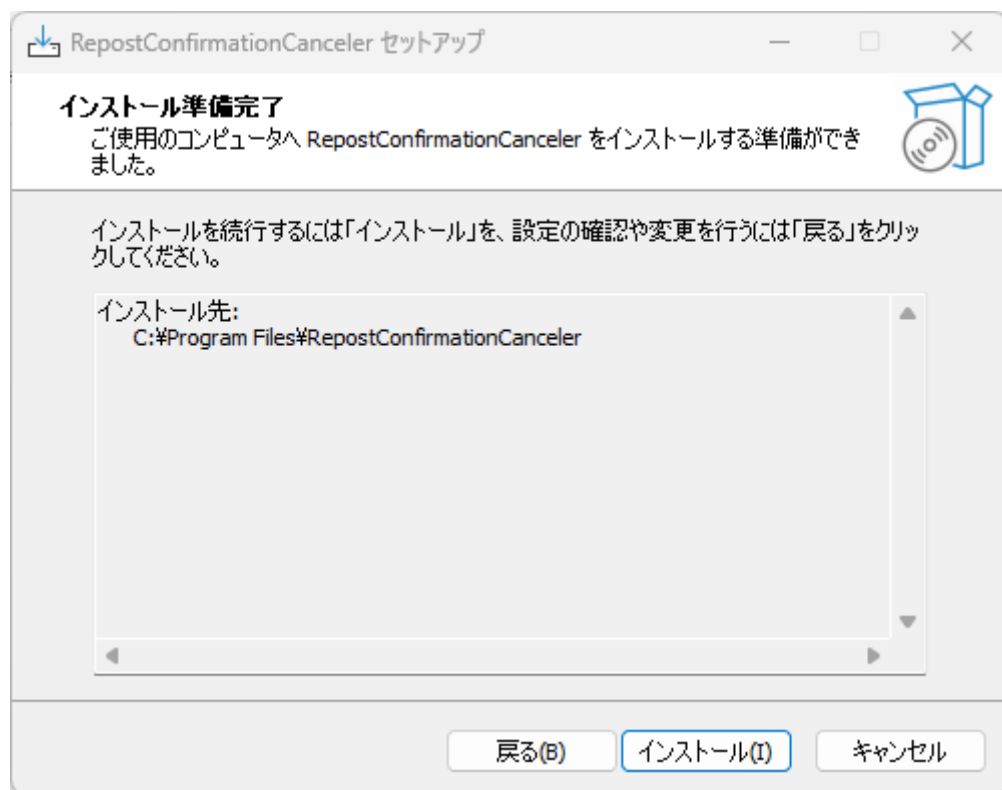 RepostConfirmationCanceler セットアップ
インストール準備完了
ご使用のコンピュータへ RepostConfirmationCanceler をインストールする準備ができ
ました。
インストールを続行するには「インストール」を、設定の確認や変更を行うには「戻る」をクリッ
クしてください。
インストール先:
C:¥Program Files¥RepostConfirmationCanceler
戻る(B)
インストール(I)
キャンセル